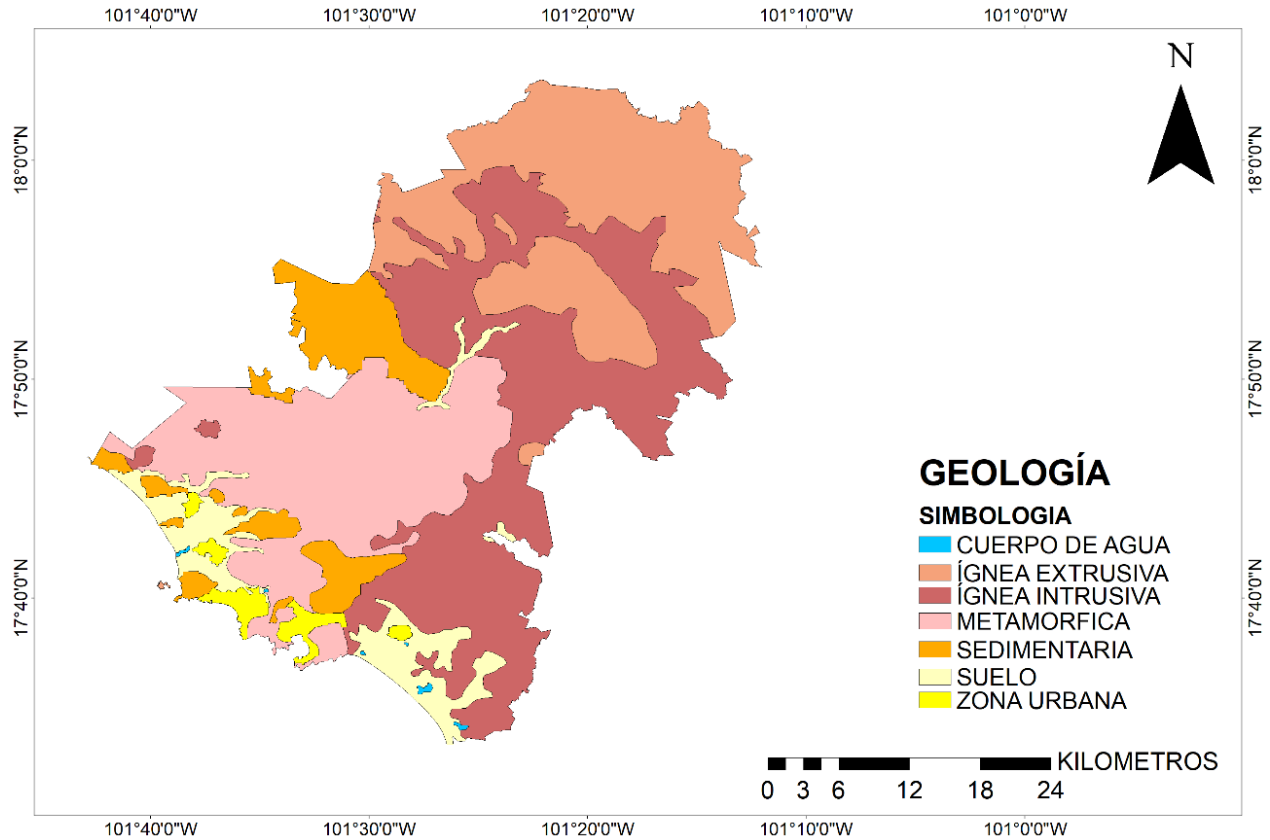 101°40'0"W 101°30'0"W 101°20'0"W 101°10'0"W 101°0'0"W
N
18°0'0"N 18°0'0"N
17°50'0"N 17°50'0"N
GEOLOGÍA
SIMBOLOGIA
CUERPO DE AGUA
ÍGNEA EXTRUSIVA
ÍGNEA INTRUSIVA
17°40'0"N 17°40'0"N
METAMORFICA
SEDIMENTARIA
SUELO
ZONA URBANA
KILOMETROS
0 3 6 12 18 24
101°40'0"W 101°30'0"W 101°20'0"W 101°10'0"W 101°0'0"W